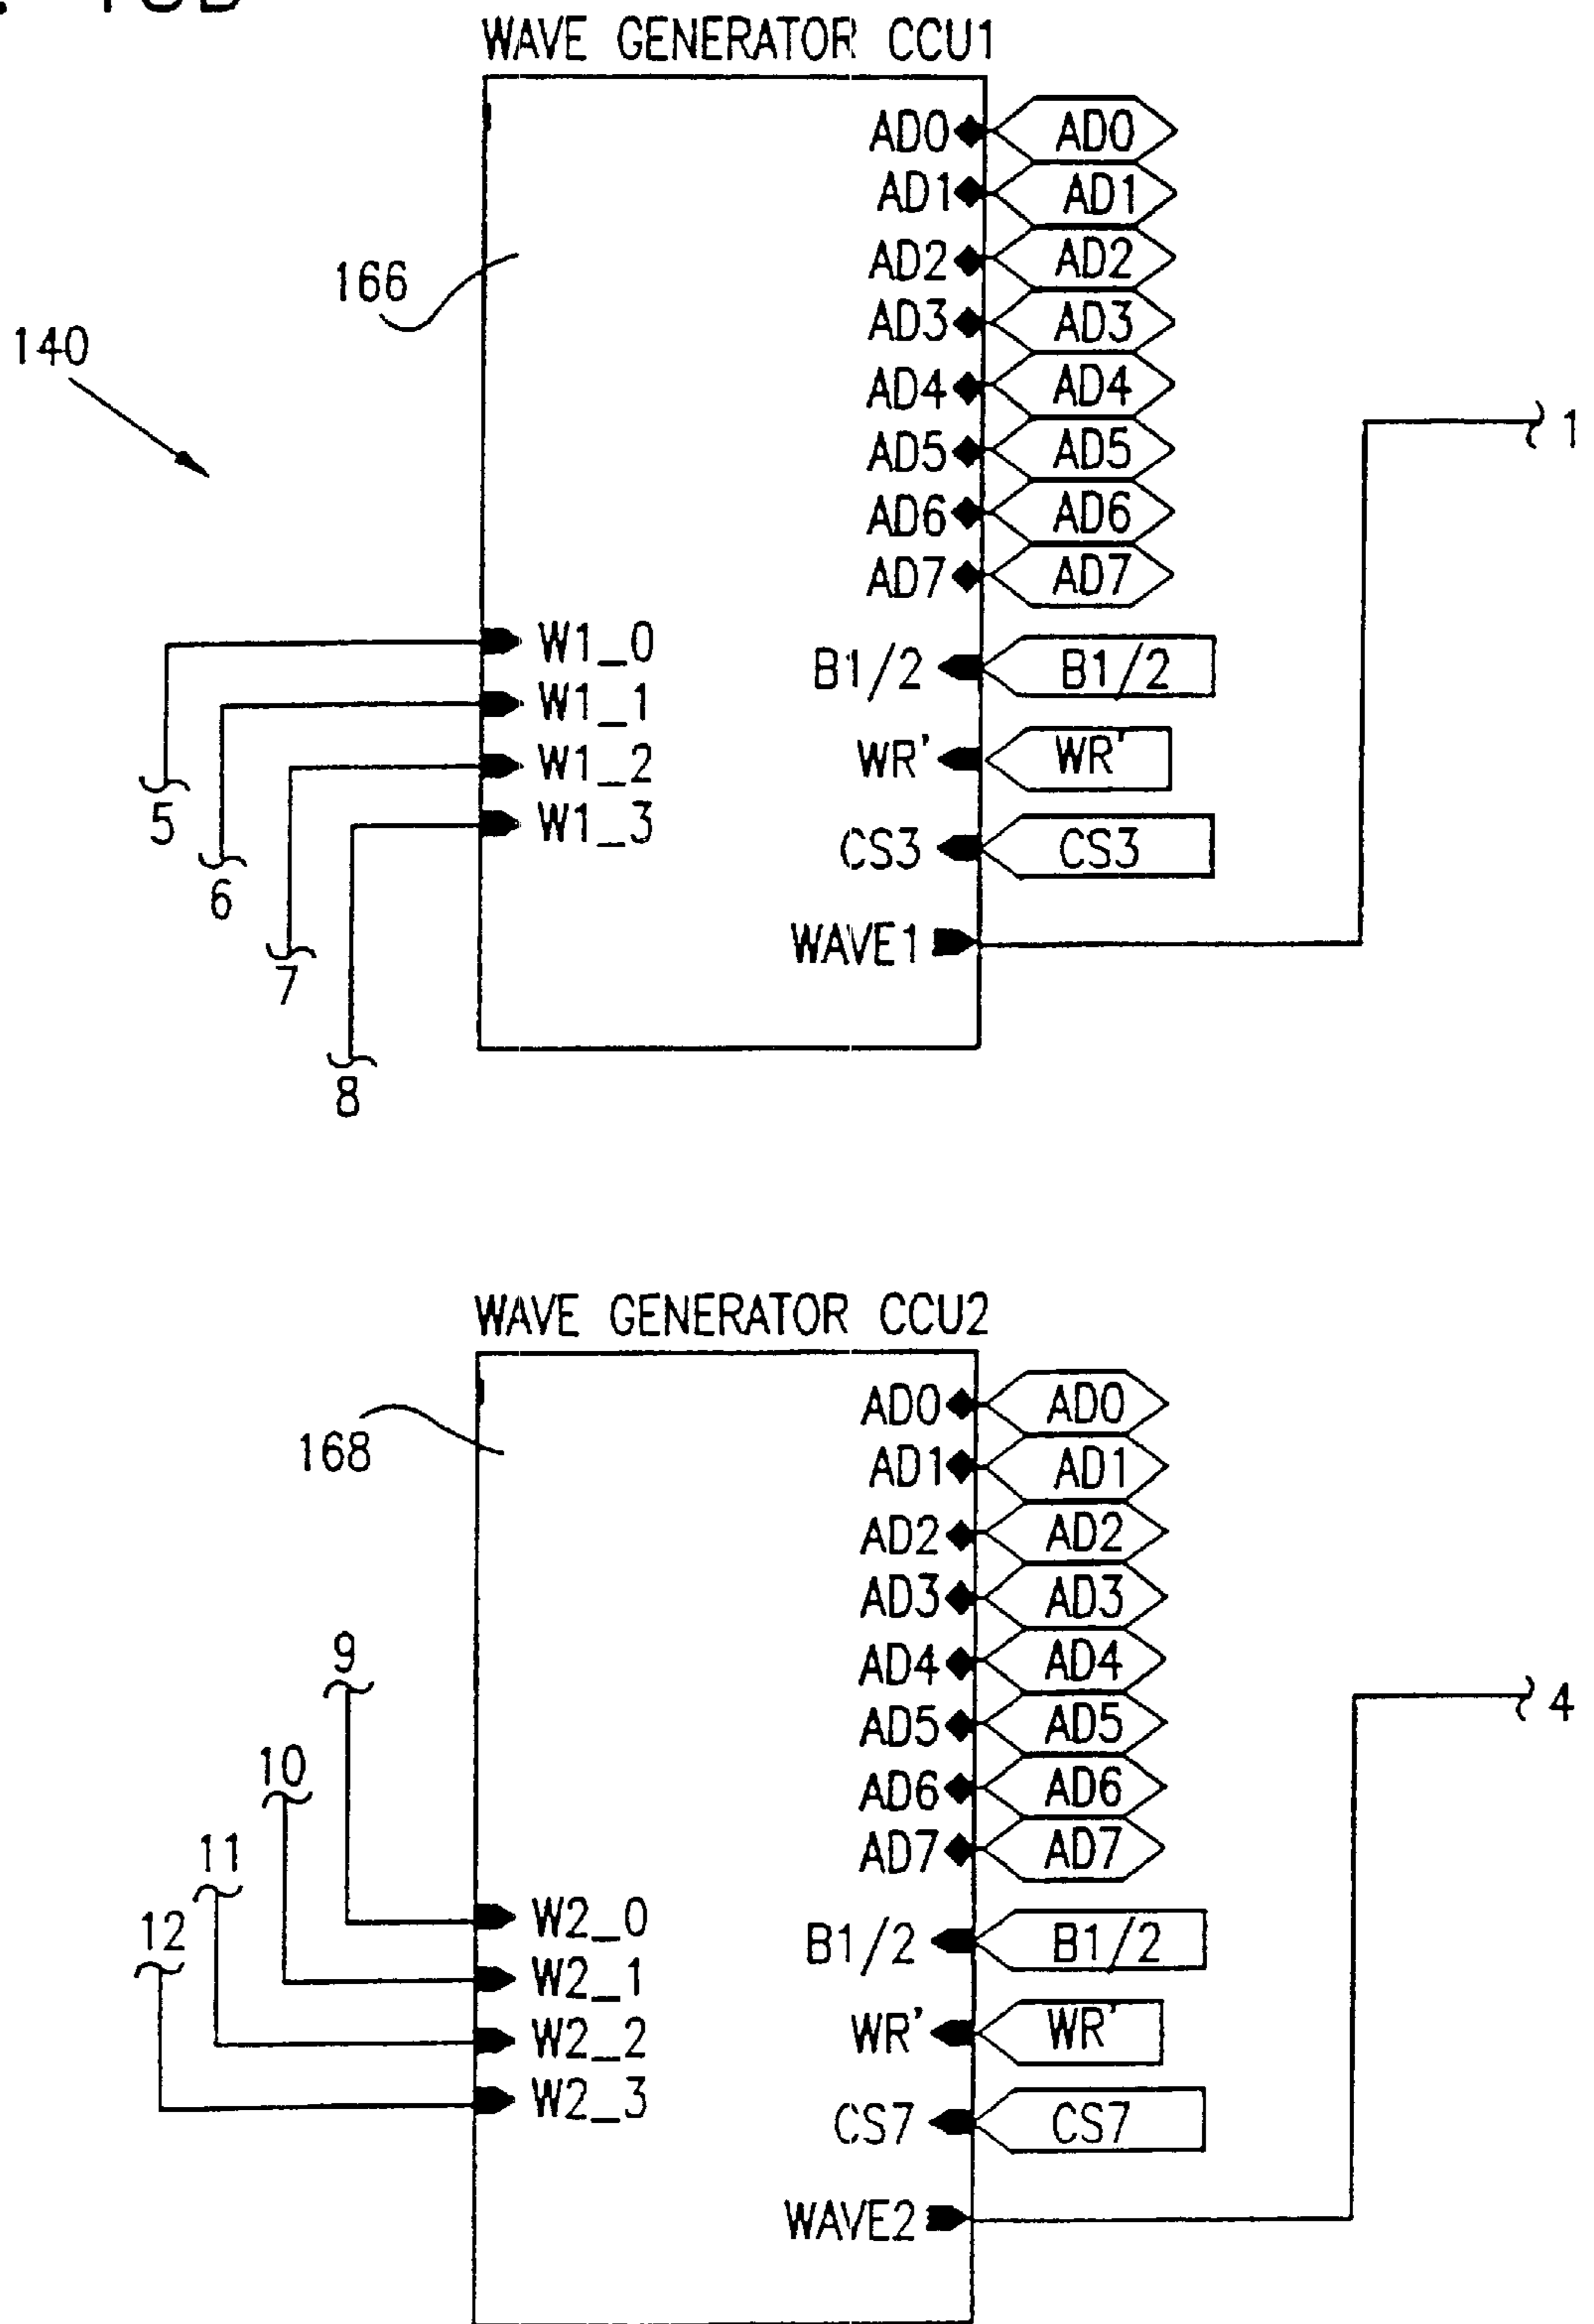 WAVE GENERATOR CCU1
AD0 AD0
AD1 AD1
AD2 AD2
166
AD3 AD3
140
AD4 AD4
1
AD5 AD5
AD6 AD6
AD7 AD7
W1_0
B1/2 B1/2
W1_1
W1_2
WR' WR'
W1_3
5
CS3 CS3
6
WAVE1
7
8
WAVE GENERATOR CCU2
AD0 AD0
168
AD1 AD1
AD2 AD2
AD3 AD3
9
AD4 AD4
4
AD5 AD5
10
AD6 AD6
11
AD7 AD7
W2_0
12
B1/2 B1/2
W2_1
W2_2
WR' WR'
W2_3
CS7 CS7
WAVE2